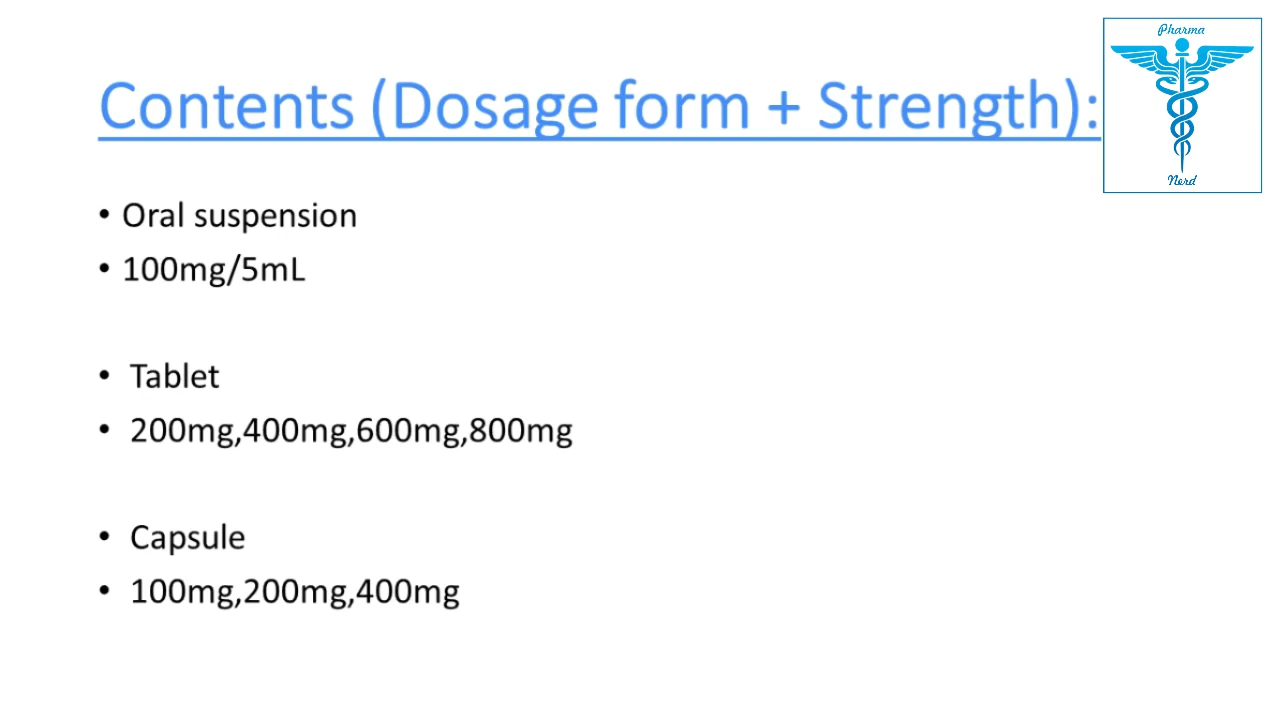 Pharma
Contents (Dosage form + Strength):
Nerd
• Oral suspension
• 100mg/5mL
• Tablet
• 200mg,400mg,600mg,800mg
• Capsule
• 100mg,200mg,400mg